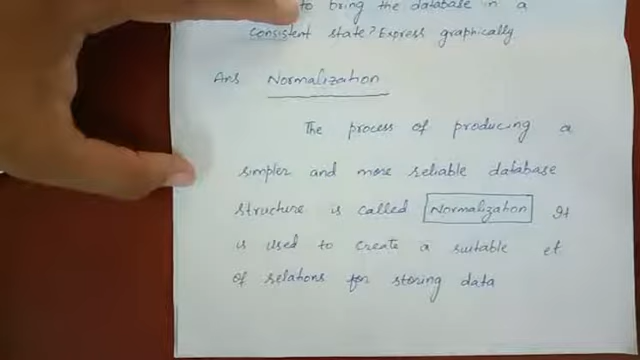 to bring the database in a
consistent state? Express graphically
Ans Normalization
The process of producing a
simpler and more reliable database
structure is called Normalization It
is used to create a suitable et.
of relations for storing data